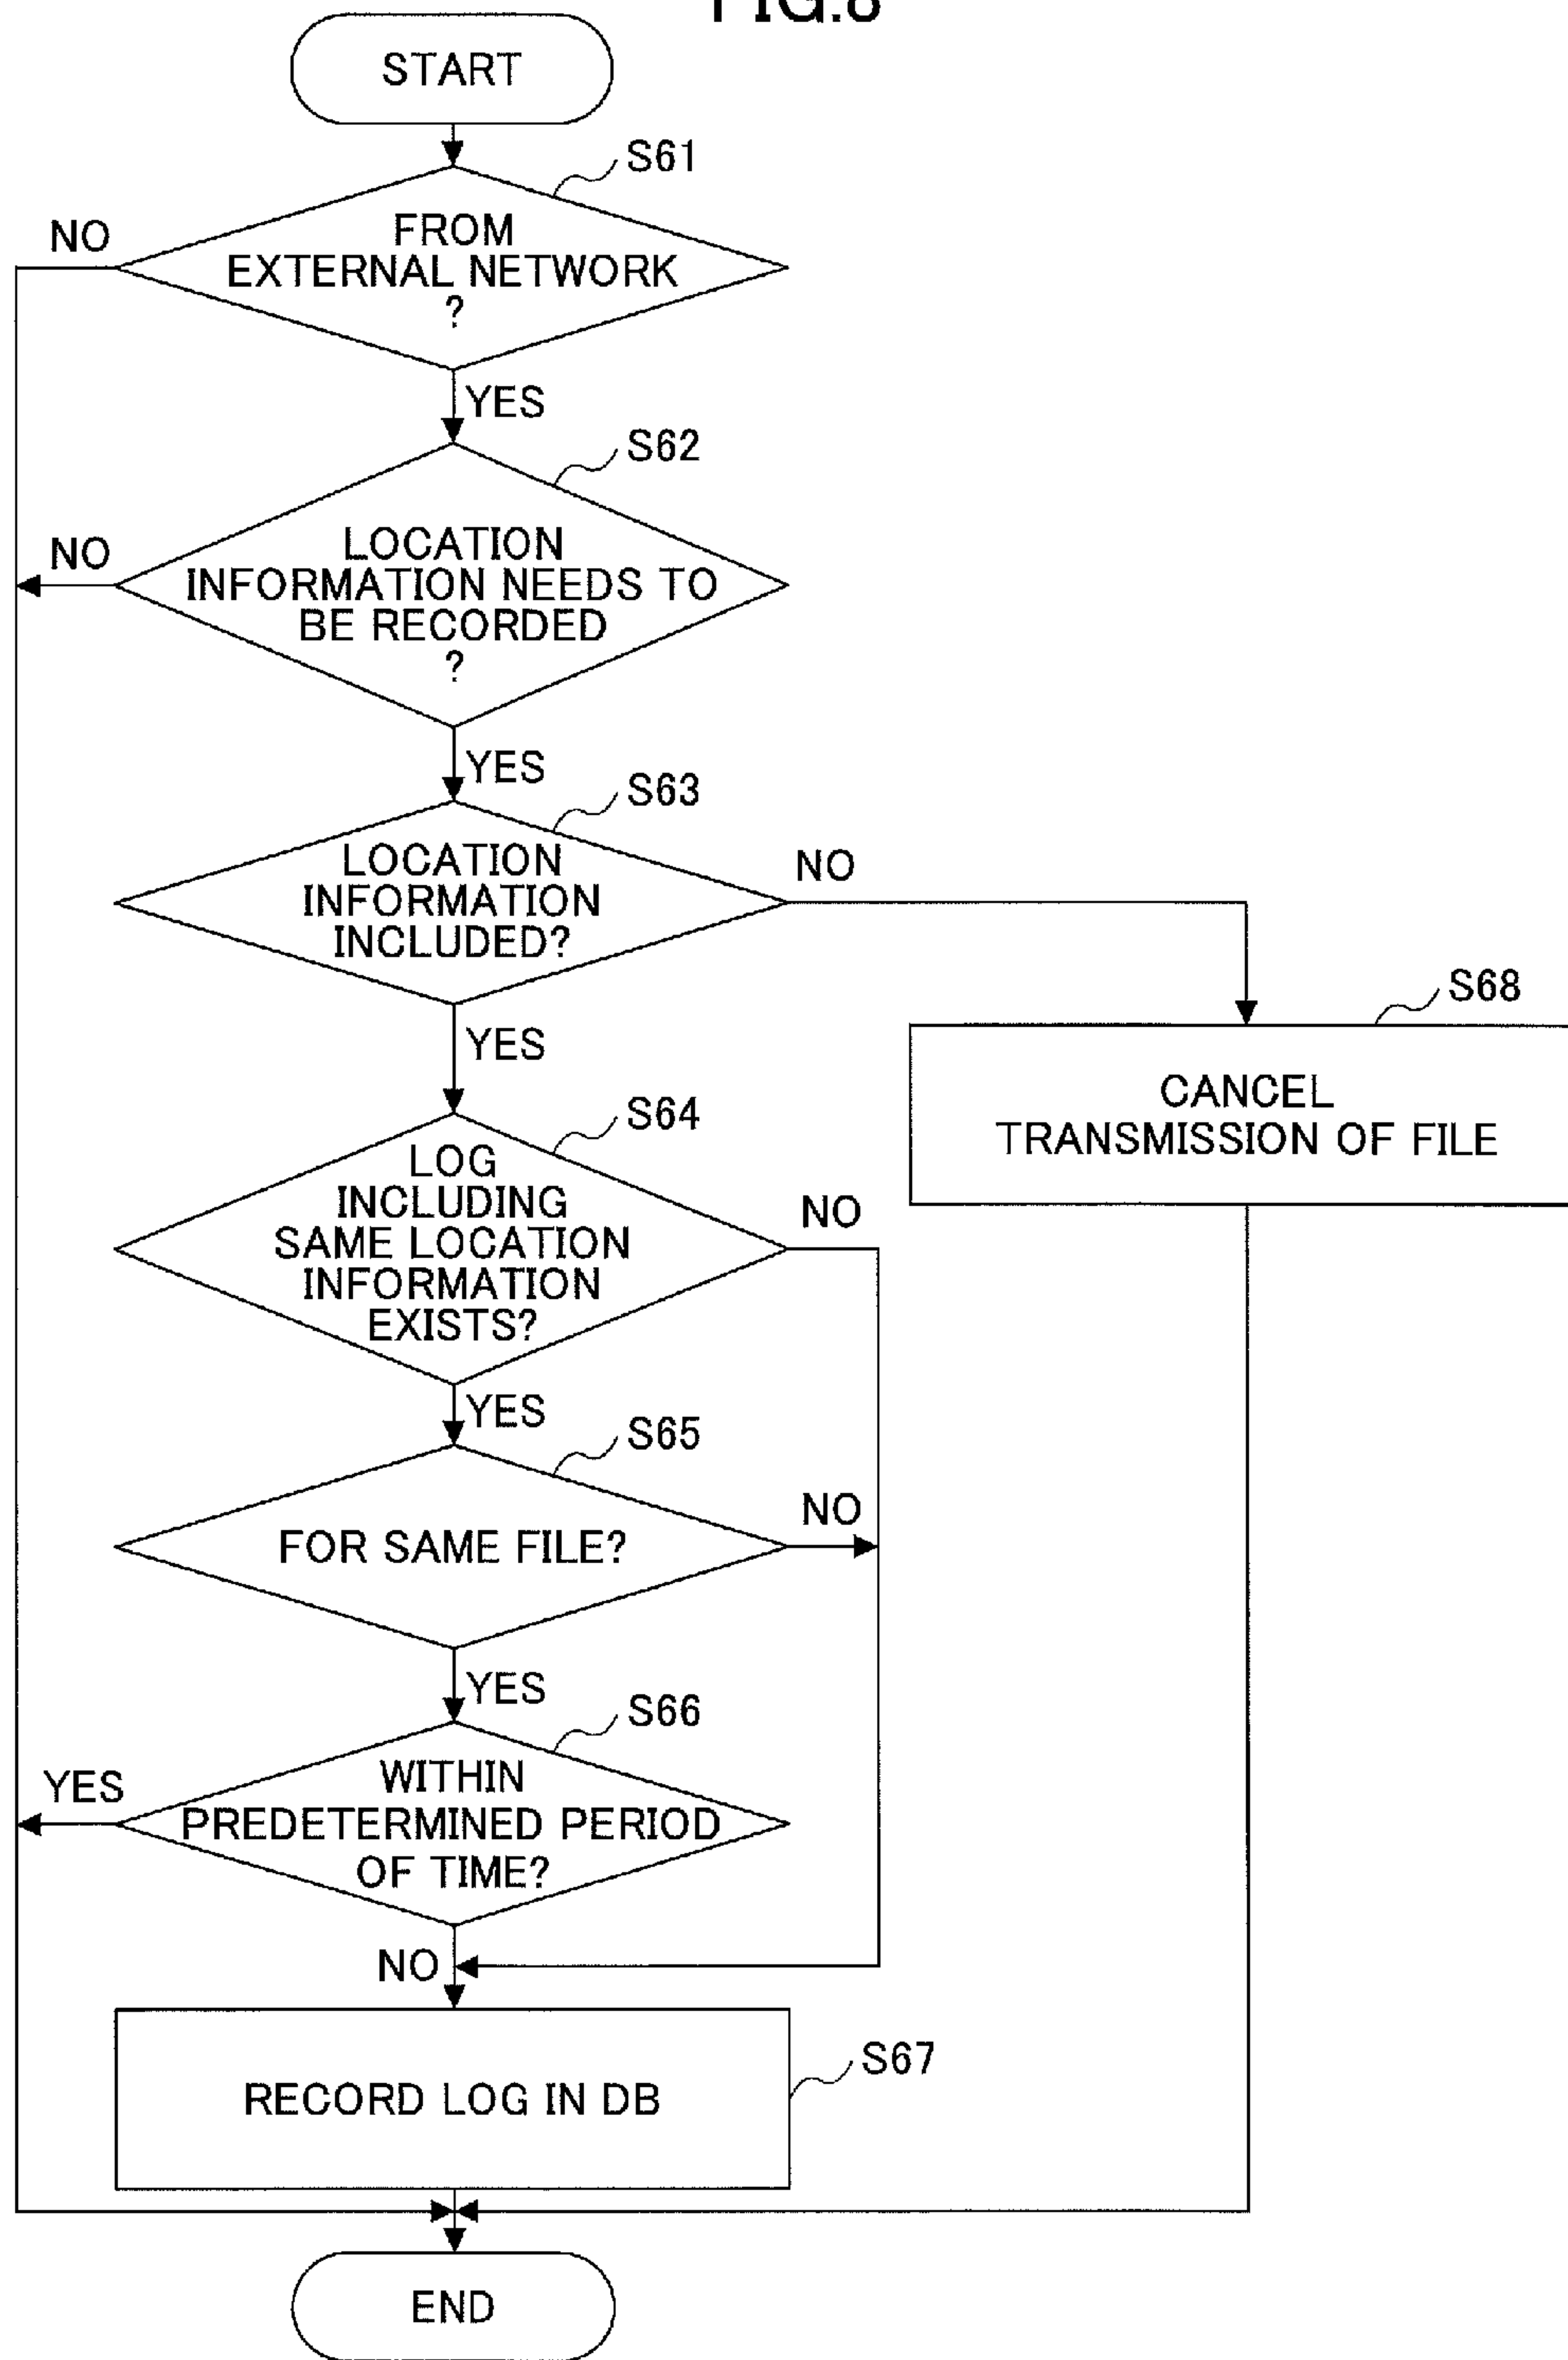 FIG.8
START
S61
FROM
EXTERNAL NETWORK
?
NO
YES
S62
LOCATION
INFORMATION NEEDS TO
BE RECORDED
?
NO
YES
S63
LOCATION
INFORMATION
INCLUDED?
NO
YES
S68
CANCEL
TRANSMISSION OF FILE
S64
LOG
INCLUDING
SAME LOCATION
INFORMATION
EXISTS?
NO
YES
S65
FOR SAME FILE?
NO
YES
S66
WITHIN
PREDETERMINED PERIOD
OF TIME?
YES
NO
S67
RECORD LOG IN DB
END